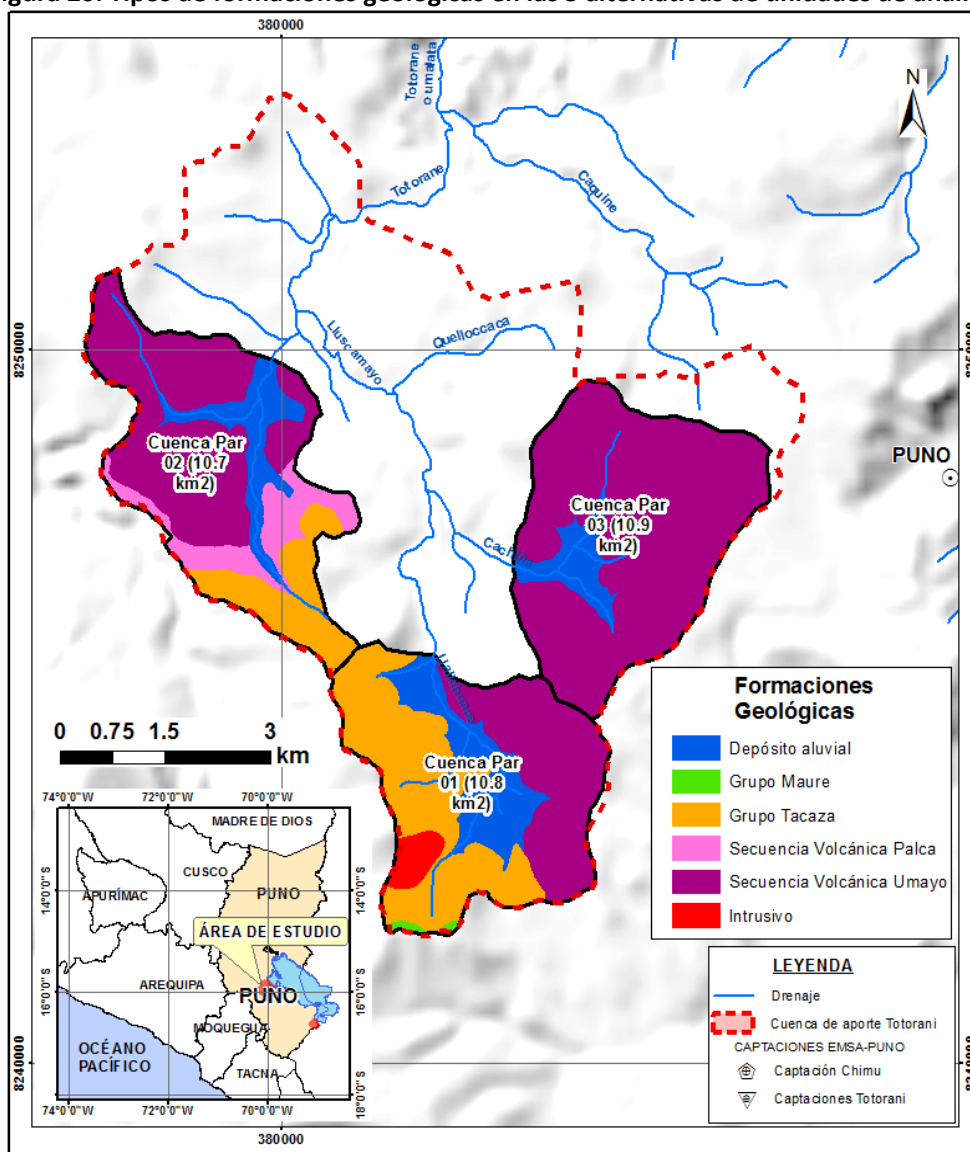 380000
N
Totorane
o umalata
Totorane
Caquine
Lluscamayo
Quelloccaca
8250000
PUNO
Cuenca Par
02 (10.7
km2)
Cuenca Par
03 (10.9
km2)
Cuenca Par
01 (10.8
km2)
0 0.75 1.5 3
km
Formaciones
Geológicas
Depósito aluvial
Grupo Maure
Grupo Tacaza
Secuencia Volcánica Palca
Secuencia Volcánica Umayo
Intrusivo
LEYENDA
Drenaje
Cuenca de aporte Totorani
CAPTACIONES EMSA-PUNO
Captación Chimu
Captaciones Totorani
74°0'0"W 72°0'0"W 70°0'0"W
MADRE DE DIOS
CUSCO
APURÍMAC
PUNO
14°0'0"S
ÁREA DE ESTUDIO
AREQUIPA
PUNO
16°0'0"S
MOQUEGUA
OCÉANO
PACÍFICO
TACNA
18°0'0"S
74°0'0"W 72°0'0"W 70°0'0"W
8240000
380000